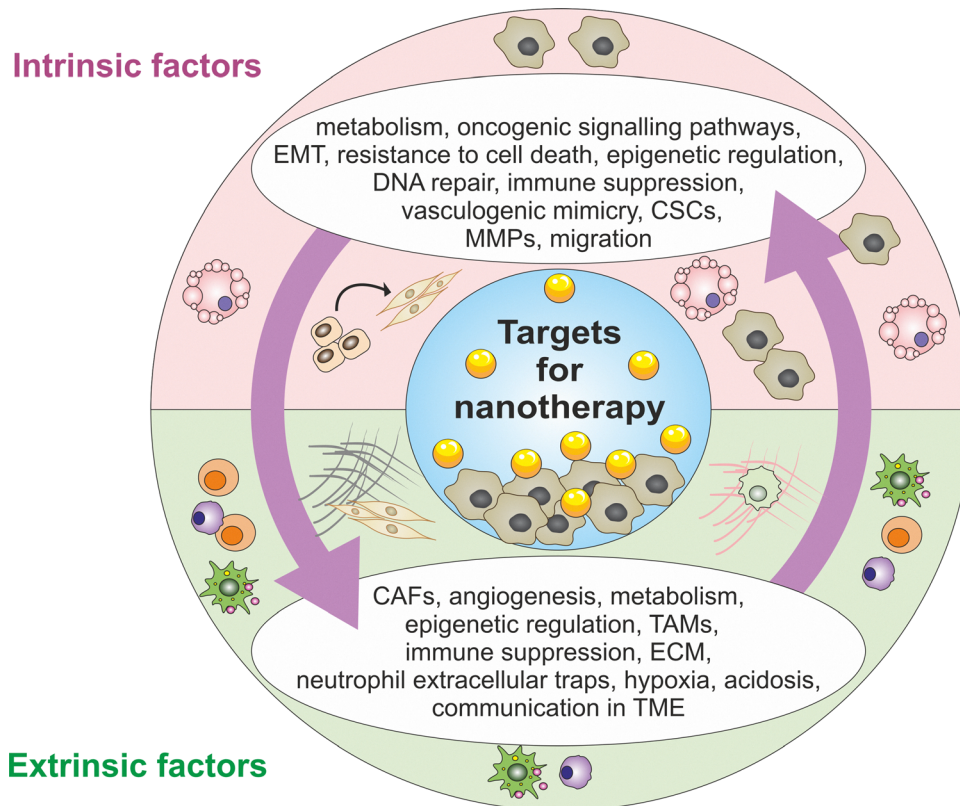 Intrinsic factors
metabolism, oncogenic signalling pathways,
EMT, resistance to cell death, epigenetic regulation,
DNA repair, immune suppression,
vasculogenic mimicry, CSCs,
MMPs, migration
Targets
for
nanotherapy
CAFs, angiogenesis, metabolism,
epigenetic regulation, TAMs,
immune suppression, ECM,
neutrophil extracellular traps, hypoxia, acidosis,
communication in TME
Extrinsic factors